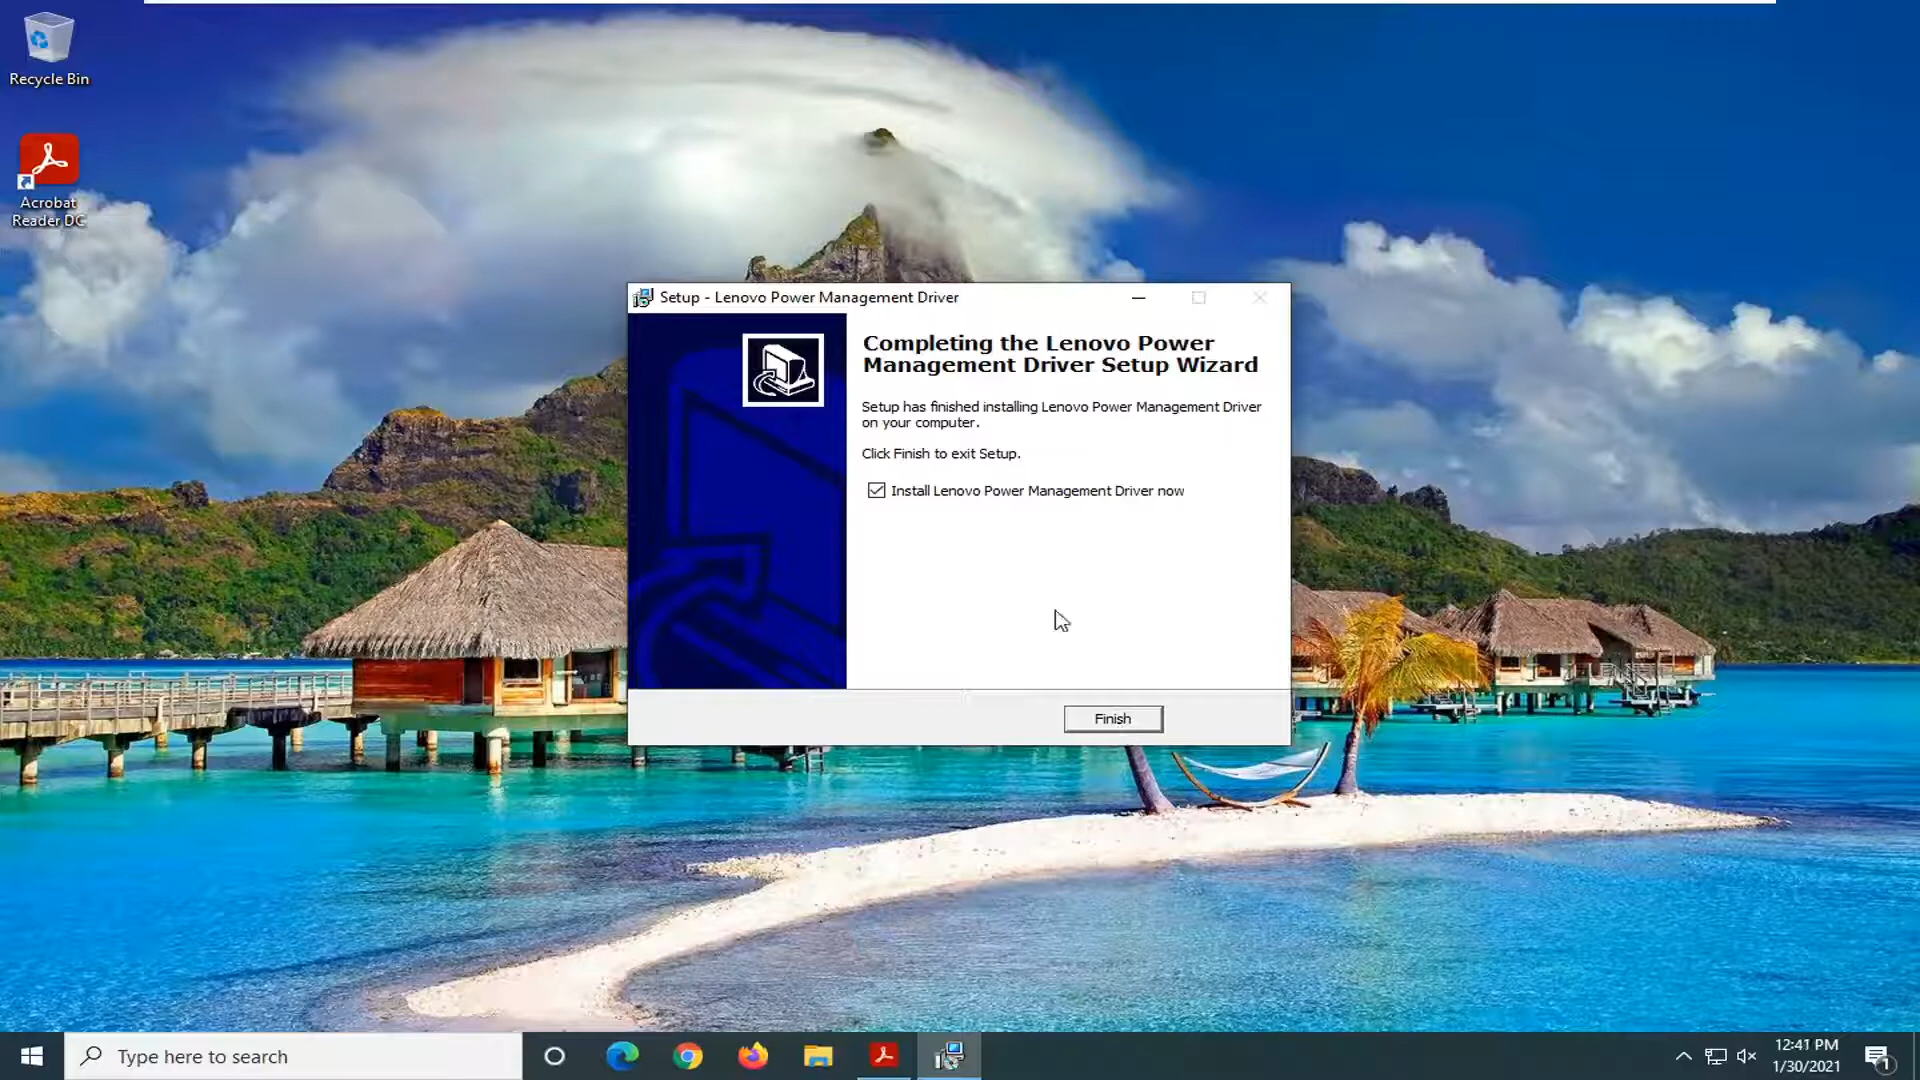 Recycle Bin
Acrobat
Reader DC
Setup - Lenovo Power Management Driver
Completing the Lenovo Power
Management Driver Setup Wizard
Setup has finished installing Lenovo Power Management Driver
on your computer.
Click Finish to exit Setup.
Install Lenovo Power Management Driver now
Finish
Type here to search
12:41 PM
1/30/2021
1